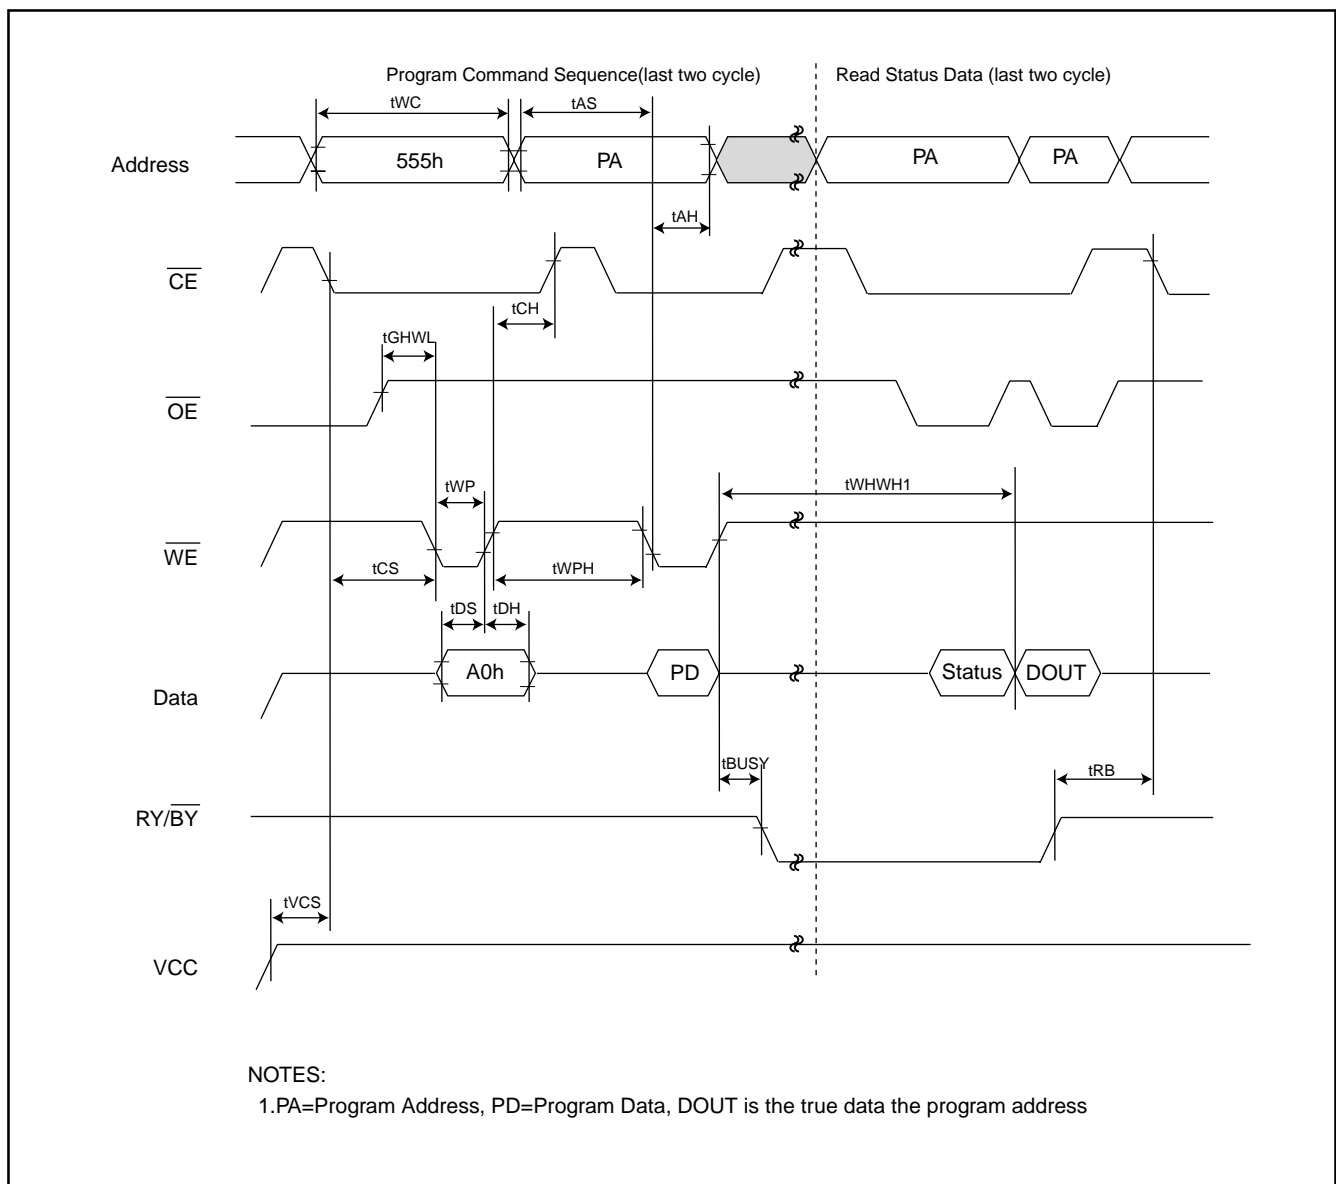 Program Command Sequence(last two cycle)
Read Status Data (last two cycle)
tWC
tAS
Address
555h
PA
PA
PA
tAH
CE
tCH
tGHWL
OE
tWP
tWHWH1
WE
tCS
tWPH
tDS
tDH
Data
A0h
PD
Status
DOUT
tBUSY
tRB
RY/BY
tVCS
VCC
NOTES:
1.PA=Program Address, PD=Program Data, DOUT is the true data the program address